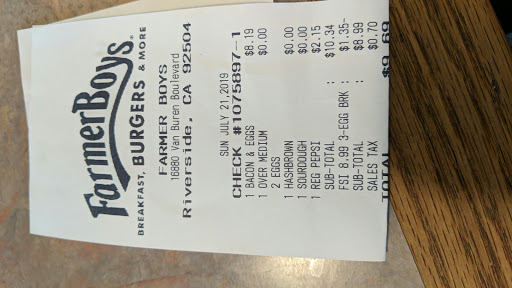 FarmerBoys®
BREAKFAST, BURGERS & MORE
FARMER BOYS
16880 Van Buren Boulevard
Riverside, CA 92504
SUN JULY 21,2019
CHECK #1075897-1
1 BACON & EGGS $8.19
1 OVER MEDIUM $0.00
2 EGGS
1 HASHBROWN $0.00
1 SOURDOUGH $0.00
1 REG PEPSI $2.15
SUB-TOTAL : $10.34
FSI 8.99 3-EGG BRK : $1.35-
SUB-TOTAL : $8.99
SALES TAX : $0.70
TOTAL $9.69